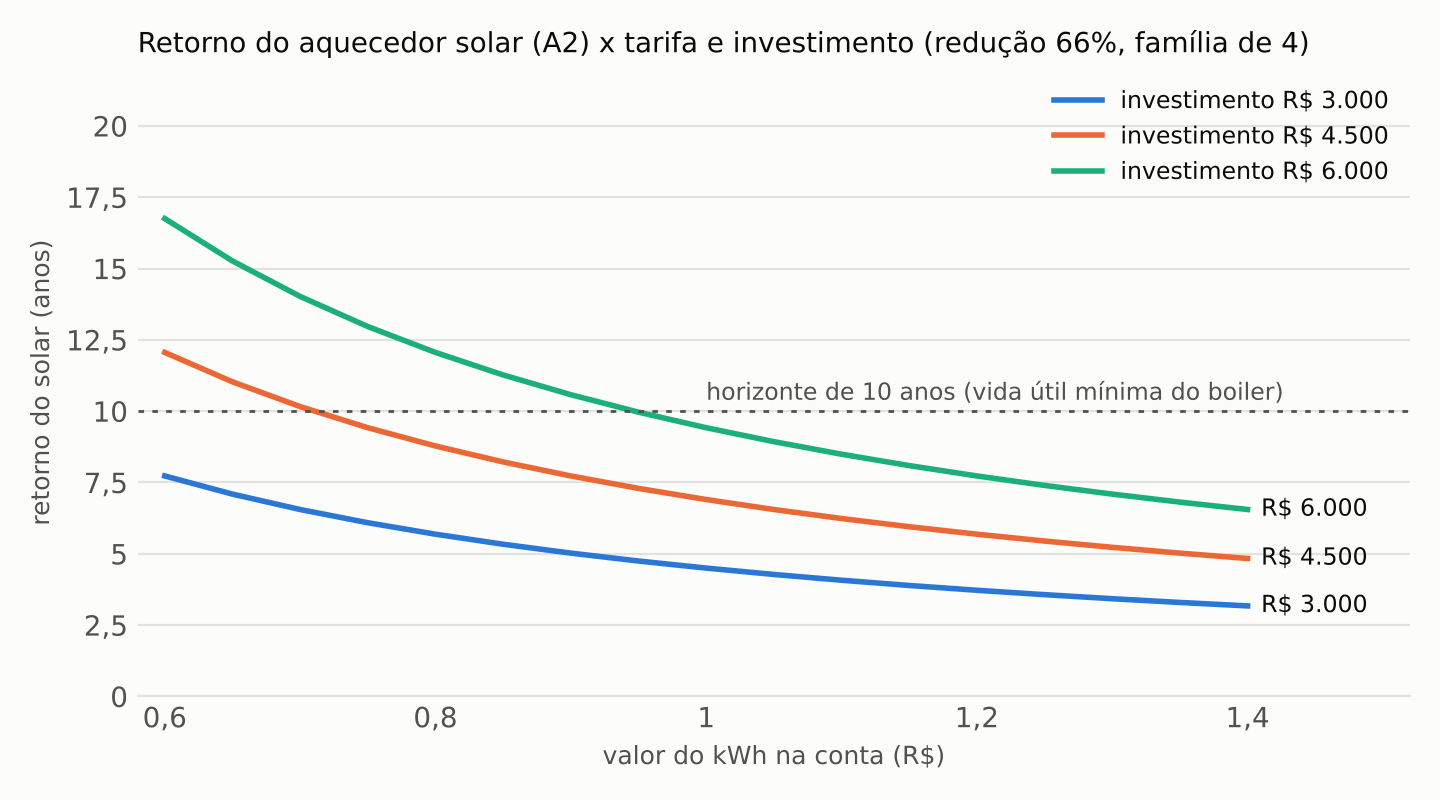 Retorno do aquecedor solar (A2) x tarifa e investimento (redução 66%, família de 4)
investimento R$ 3.000
investimento R$ 4.500
investimento R$ 6.000
retorno do solar (anos)
20
17,5
15
12,5
10
7,5
5
2,5
0
horizonte de 10 anos (vida útil mínima do boiler)
R$ 6.000
R$ 4.500
R$ 3.000
0,6
0,8
1
1,2
1,4
valor do kWh na conta (R$)